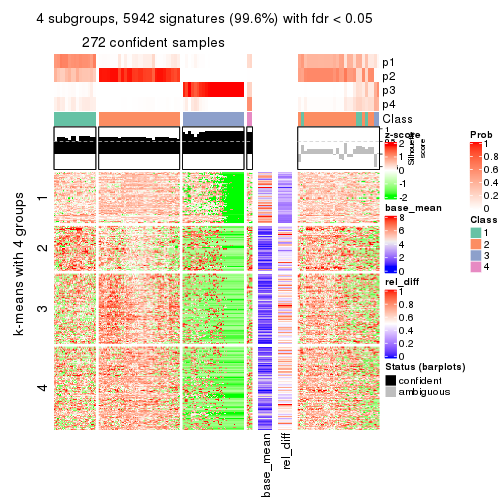 4 subgroups, 5942 signatures (99.6%) with fdr < 0.05
272 confident samples
p1
p2
p3
p4
Class
1
Silhouette
score
k-means with 4 groups
1
2
3
4
base_mean
rel_diff
z-score
2
1
0
-1
-2
base_mean
8
6
4
2
0
rel_diff
1
0.8
0.6
0.4
0.2
0
Status (barplots)
confident
ambiguous
Prob
1
0.8
0.6
0.4
0.2
0
Class
1
2
3
4